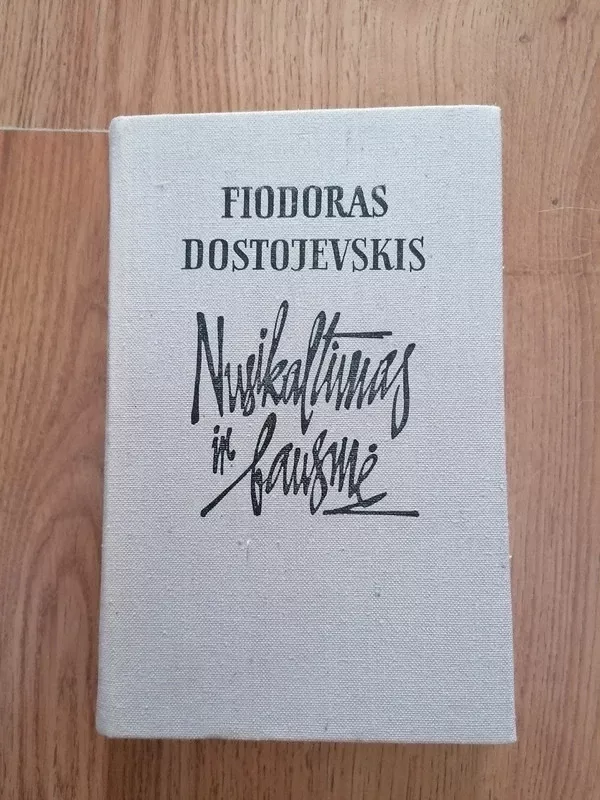 FIODORAS
DOSTOJEVSKIS
Nusikaltimas
ir
bausmė